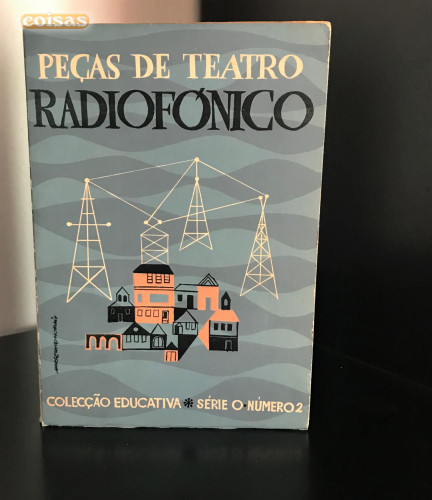 coisas
PEÇAS DE TEATRO
RADIOFÓNICO
COLECÇÃO EDUCATIVA * SÉRIE O • NÚMERO 2